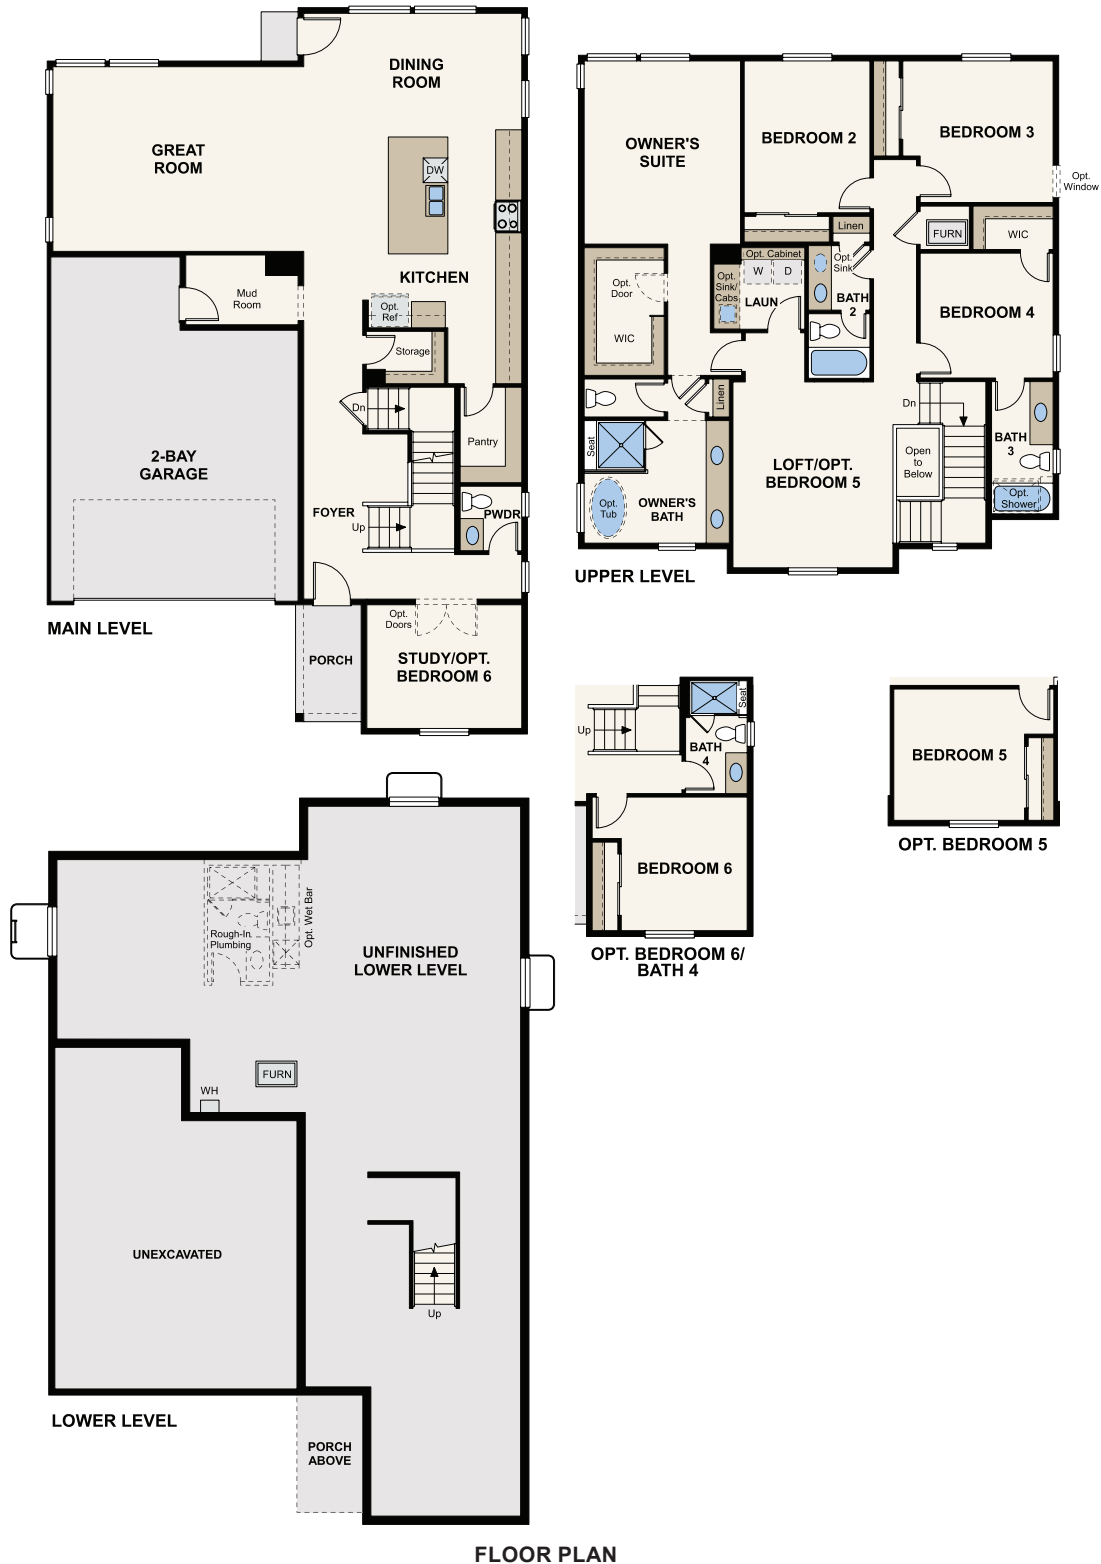 DINING
ROOM
GREAT
ROOM
DW
KITCHEN
Mud
Room
Opt.
Ref
Storage
Dn
Pantry
2-BAY
GARAGE
FOYER
Up
PWDR
Opt.
Doors
PORCH
STUDY/OPT.
BEDROOM 6
MAIN LEVEL
OWNER'S
SUITE
BEDROOM 2
BEDROOM 3
Opt.
Window
Linen
FURN
WIC
Opt. Cabinet
Opt.
Sink
W
D
Opt.
Sink/
Cabs
LAUN
BATH
2
Opt.
Door
WIC
BEDROOM 4
Linen
Dn
Seat
Open
to
Below
BATH
3
LOFT/OPT.
BEDROOM 5
Opt.
Tub
OWNER'S
BATH
Opt.
Shower
UPPER LEVEL
Up
Seat
BATH
4
BEDROOM 6
OPT. BEDROOM 6/
BATH 4
BEDROOM 5
OPT. BEDROOM 5
Rough-In
Plumbing
Opt. Wet Bar
UNFINISHED
LOWER LEVEL
FURN
WH
UNEXCAVATED
Up
LOWER LEVEL
PORCH
ABOVE
FLOOR PLAN